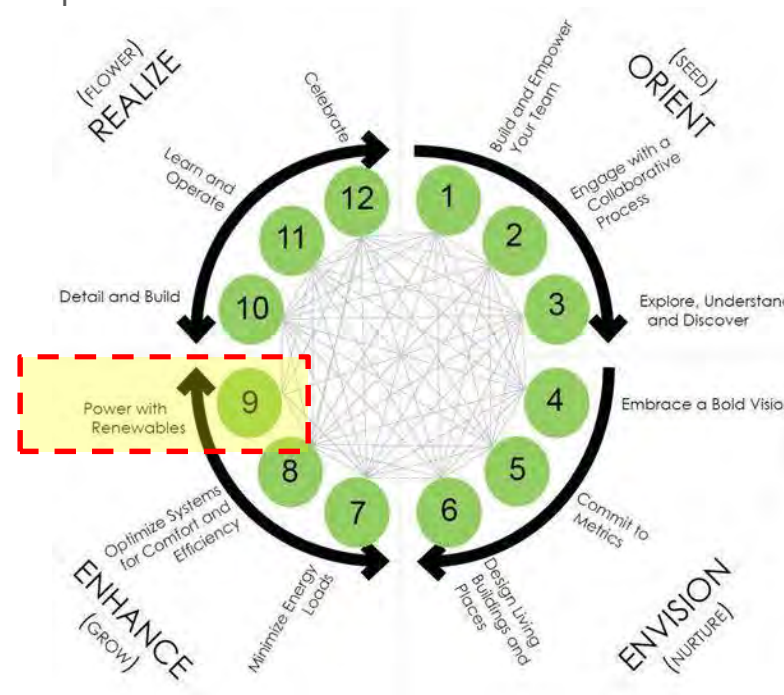 (SEED)
ORIENT
1
Build and Empower
Your Team
2
Engage with a
Collaborative
Process
3
Explore, Understand
and Discover
4
Embrace a Bold Visio
5
Commit to
Metrics
6
Design Living
Buildings and
Places
ENVISION
(NURTURE)
7
Minimize Energy
Loads
8
Optimize Systems
for Comfort and
Efficiency
9
Power with
Renewables
ENHANCE
(GROW)
10
Detail and Build
11
Learn and
Operate
12
Celebrate
(FLOWER)
REALIZE